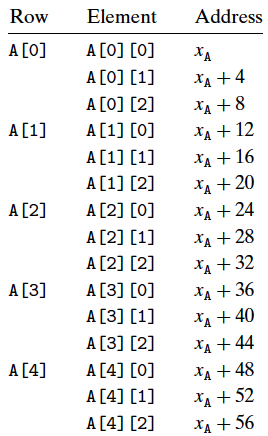 Row Element Address
A[0] A[0][0] xA
A[0][1] xA + 4
A[0][2] xA + 8
A[1] A[1][0] xA + 12
A[1][1] xA + 16
A[1][2] xA + 20
A[2] A[2][0] xA + 24
A[2][1] xA + 28
A[2][2] xA + 32
A[3] A[3][0] xA + 36
A[3][1] xA + 40
A[3][2] xA + 44
A[4] A[4][0] xA + 48
A[4][1] xA + 52
A[4][2] xA + 56